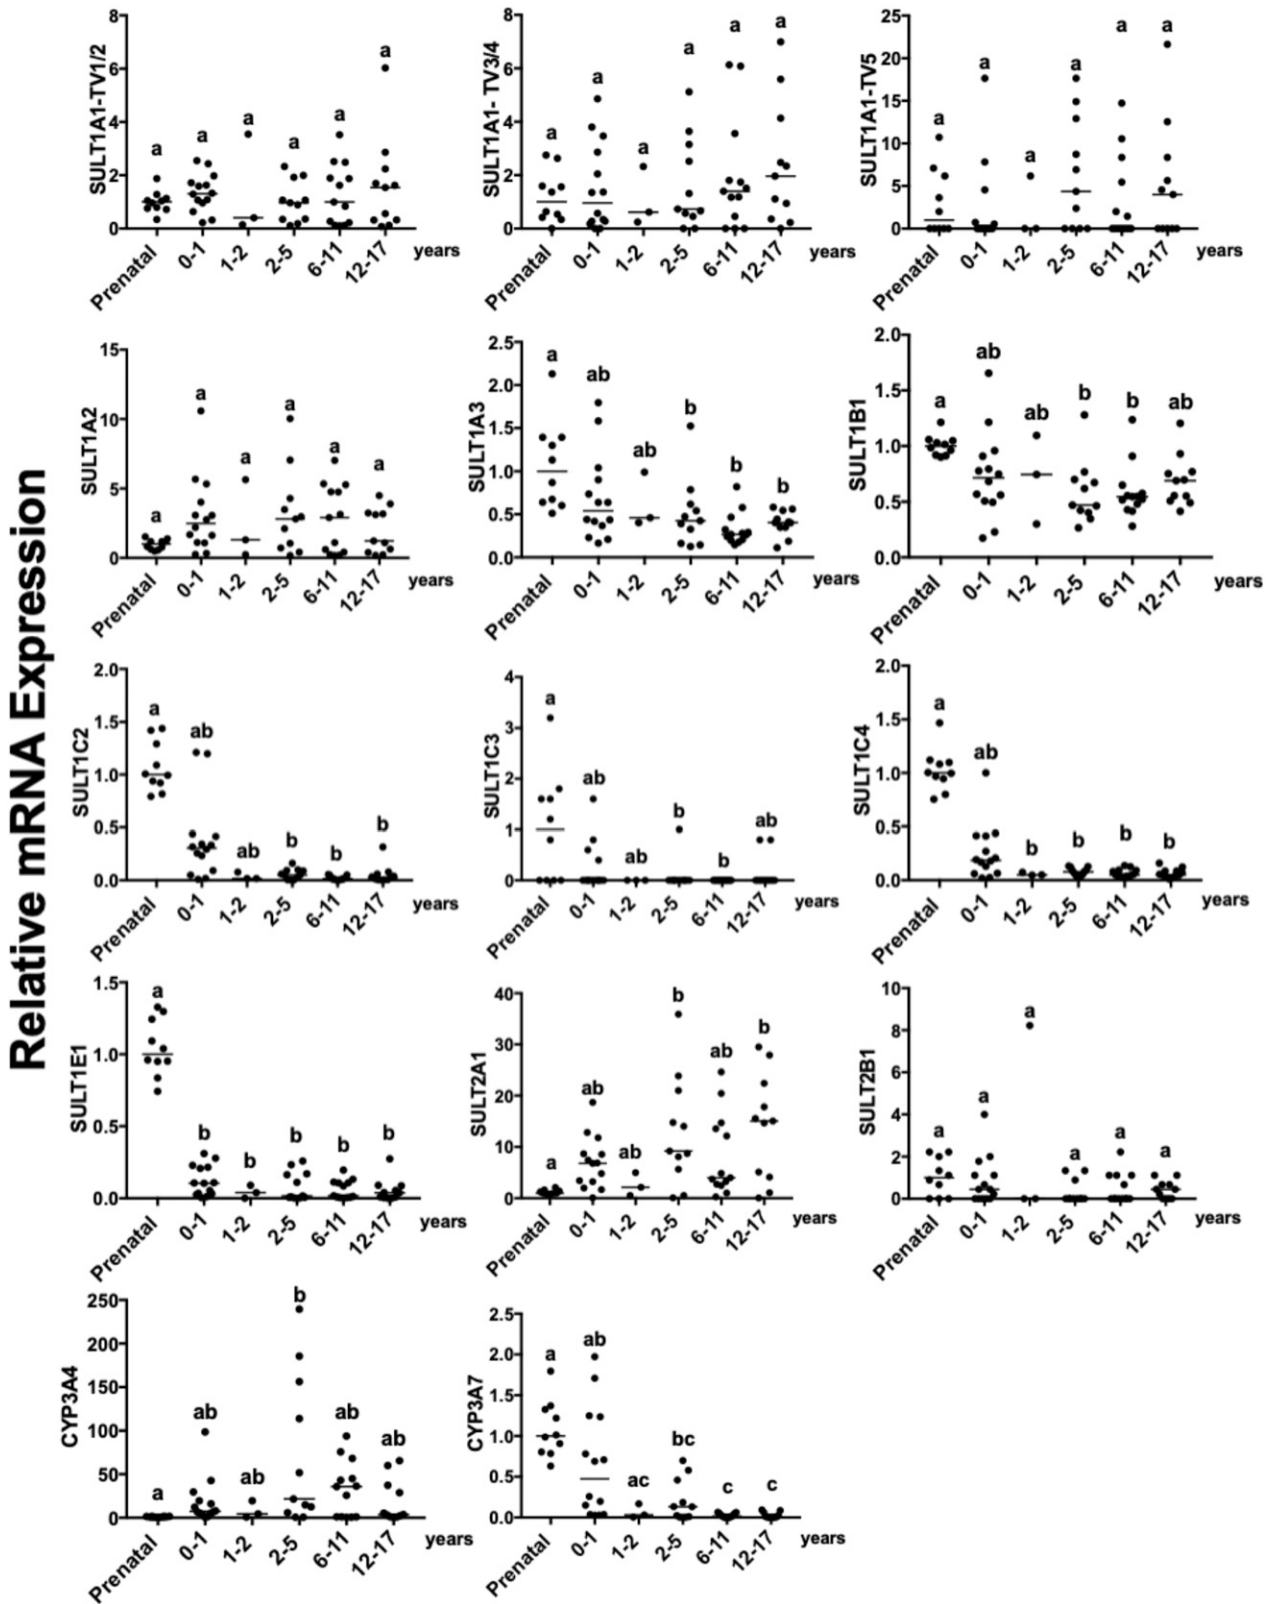 Relative mRNA Expression
SULT1A1-TV1/2
8
6
4
2
0
a a a a a a
Prenatal 0-1 1-2 2-5 6-11 12-17 years
SULT1A1- TV3/4
8
6
4
2
0
a a a a a a
Prenatal 0-1 1-2 2-5 6-11 12-17 years
SULT1A1-TV5
25
20
15
10
5
0
a a a a a a
Prenatal 0-1 1-2 2-5 6-11 12-17 years
SULT1A2
15
10
5
0
a a a a a a
Prenatal 0-1 1-2 2-5 6-11 12-17 years
SULT1A3
2.5
2.0
1.5
1.0
0.5
0.0
a ab ab b b b
Prenatal 0-1 1-2 2-5 6-11 12-17 years
SULT1B1
2.0
1.5
1.0
0.5
0.0
a ab ab b b ab
Prenatal 0-1 1-2 2-5 6-11 12-17 years
SULT1C2
2.0
1.5
1.0
0.5
0.0
a ab ab b b b
Prenatal 0-1 1-2 2-5 6-11 12-17 years
SULT1C3
4
3
2
1
0
a ab ab b b ab
Prenatal 0-1 1-2 2-5 6-11 12-17 years
SULT1C4
2.0
1.5
1.0
0.5
0.0
a ab b b b b
Prenatal 0-1 1-2 2-5 6-11 12-17 years
SULT1E1
1.5
1.0
0.5
0.0
a b b b b b
Prenatal 0-1 1-2 2-5 6-11 12-17 years
SULT2A1
40
30
20
10
0
a ab ab b ab b
Prenatal 0-1 1-2 2-5 6-11 12-17 years
SULT2B1
10
8
6
4
2
0
a a a a a a
Prenatal 0-1 1-2 2-5 6-11 12-17 years
CYP3A4
250
200
150
100
50
0
a ab ab b ab ab
Prenatal 0-1 1-2 2-5 6-11 12-17 years
CYP3A7
2.5
2.0
1.5
1.0
0.5
0.0
a ab ac bc c c
Prenatal 0-1 1-2 2-5 6-11 12-17 years